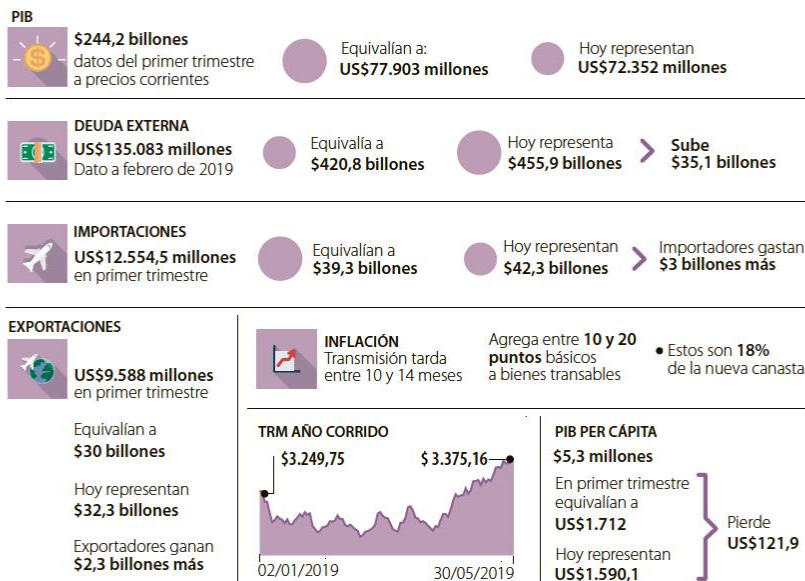 PIB
$244,2 billones
datos del primer trimestre
a precios corrientes
Equivalían a:
US$77.903 millones
Hoy representan
US$72.352 millones
DEUDA EXTERNA
US$135.083 millones
Dato a febrero de 2019
Equivalía a
$420,8 billones
Hoy representa
$455,9 billones
Sube
$35,1 billones
IMPORTACIONES
US$12.554,5 millones
en primer trimestre
Equivalían a
$39,3 billones
Hoy representan
$42,3 billones
Importadores gastan
$3 billones más
EXPORTACIONES
US$9.588 millones
en primer trimestre
Equivalían a
$30 billones
Hoy representan
$32,3 billones
Exportadores ganan
$2,3 billones más
INFLACIÓN
Transmisión tarda
entre 10 y 14 meses
Agrega entre 10 y 20
puntos básicos
a bienes transables
• Estos son 18%
de la nueva canasta
TRM AÑO CORRIDO
$3.249,75
$ 3.375,16
02/01/2019
30/05/2019
PIB PER CÁPITA
$5,3 millones
En primer trimestre
equivalían a
US$1.712
Hoy representan
US$1.590,1
Pierde
US$121,9